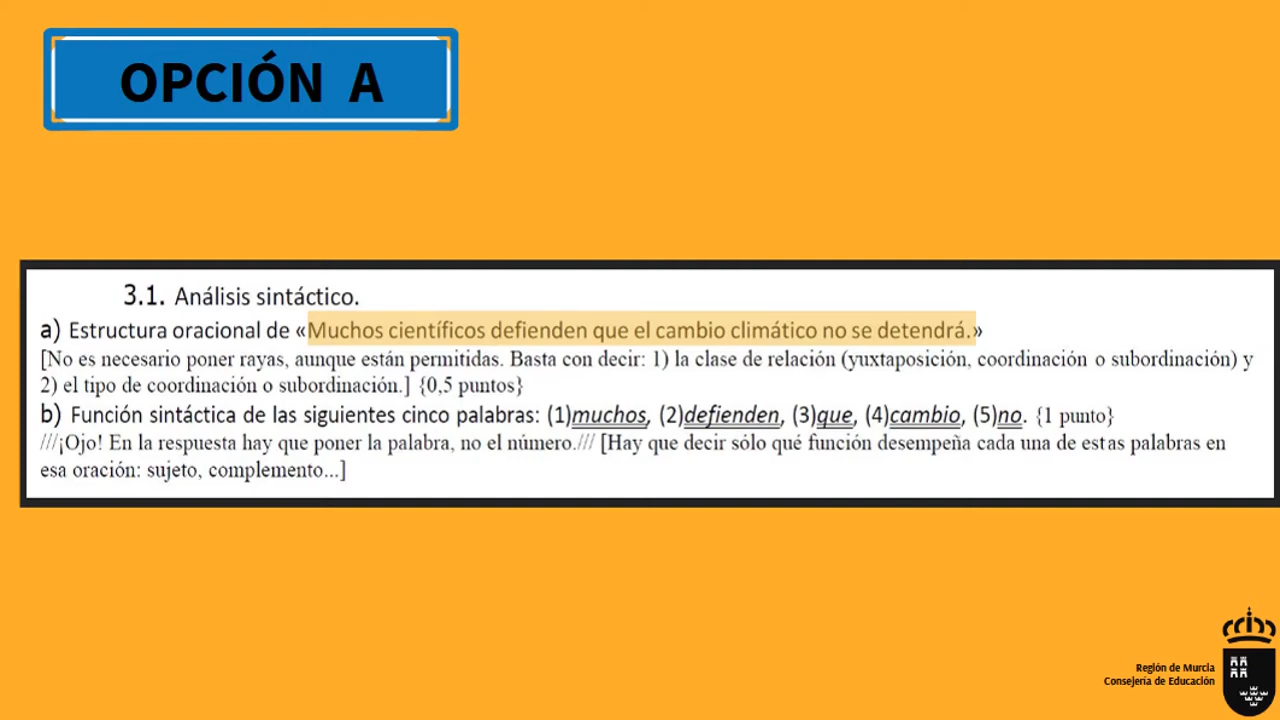 OPCIÓN A
3.1. Análisis sintáctico.
a) Estructura oracional de «Muchos científicos defienden que el cambio climático no se detendrá.»
[No es necesario poner rayas, aunque están permitidas. Basta con decir: 1) la clase de relación (yuxtaposición, coordinación o subordinación) y
2) el tipo de coordinación o subordinación.] {0,5 puntos}
b) Función sintáctica de las siguientes cinco palabras: (1)muchos, (2)defienden, (3)que, (4)cambio, (5)no. {1 punto}
///¡Ojo! En la respuesta hay que poner la palabra, no el número./// [Hay que decir sólo qué función desempeña cada una de estas palabras en
esa oración: sujeto, complemento...]
Región de Murcia
Consejería de Educación